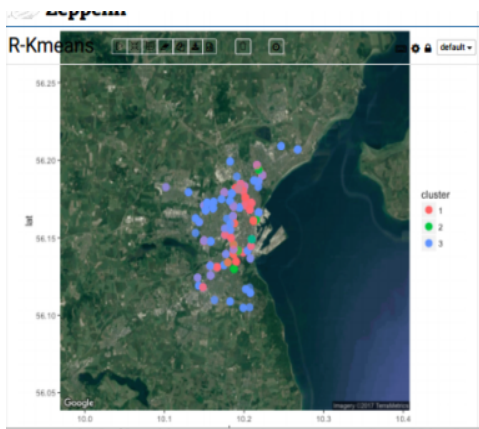 Zeppelin
R-Kmeans
default
56.25
56.20
cluster
1
2
lat
3
56.15
56.10
56.05
Google
Imagery ©2017 TerraMetrics
10.0
10.1
10.2
10.3
10.4